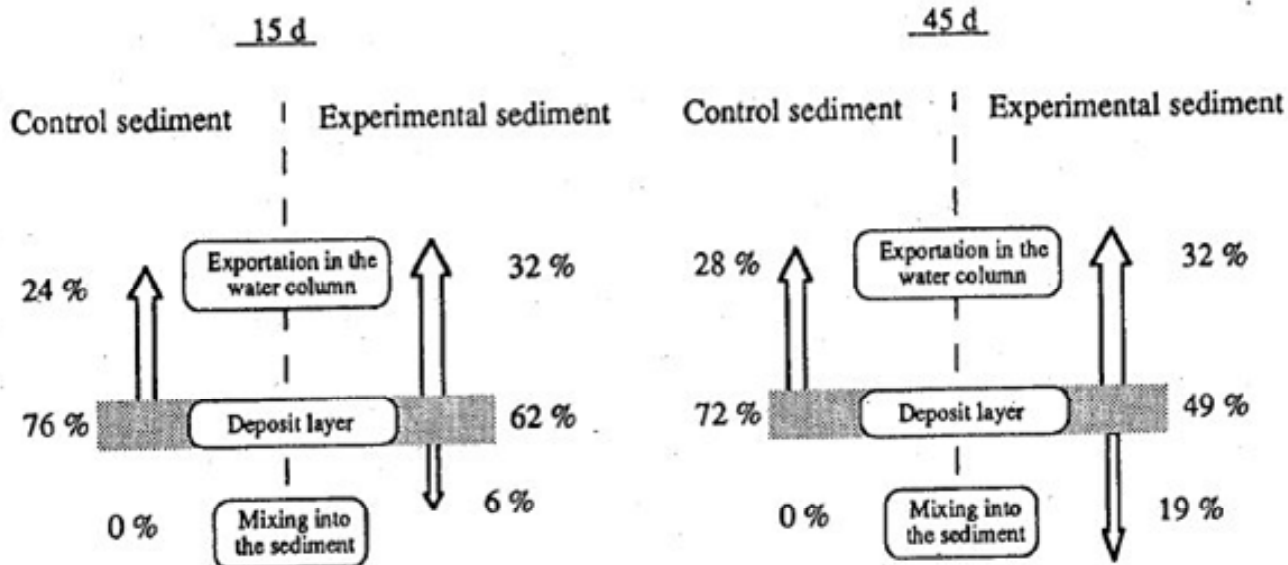 15 d
45 d
Control sediment
Experimental sediment
Control sediment
Experimental sediment
24 %
Exportation in the
water column
32 %
28 %
Exportation in the
water column
32 %
76 %
Deposit layer
62 %
72 %
Deposit layer
49 %
0 %
Mixing into
the sediment
6 %
0 %
Mixing into
the sediment
19 %